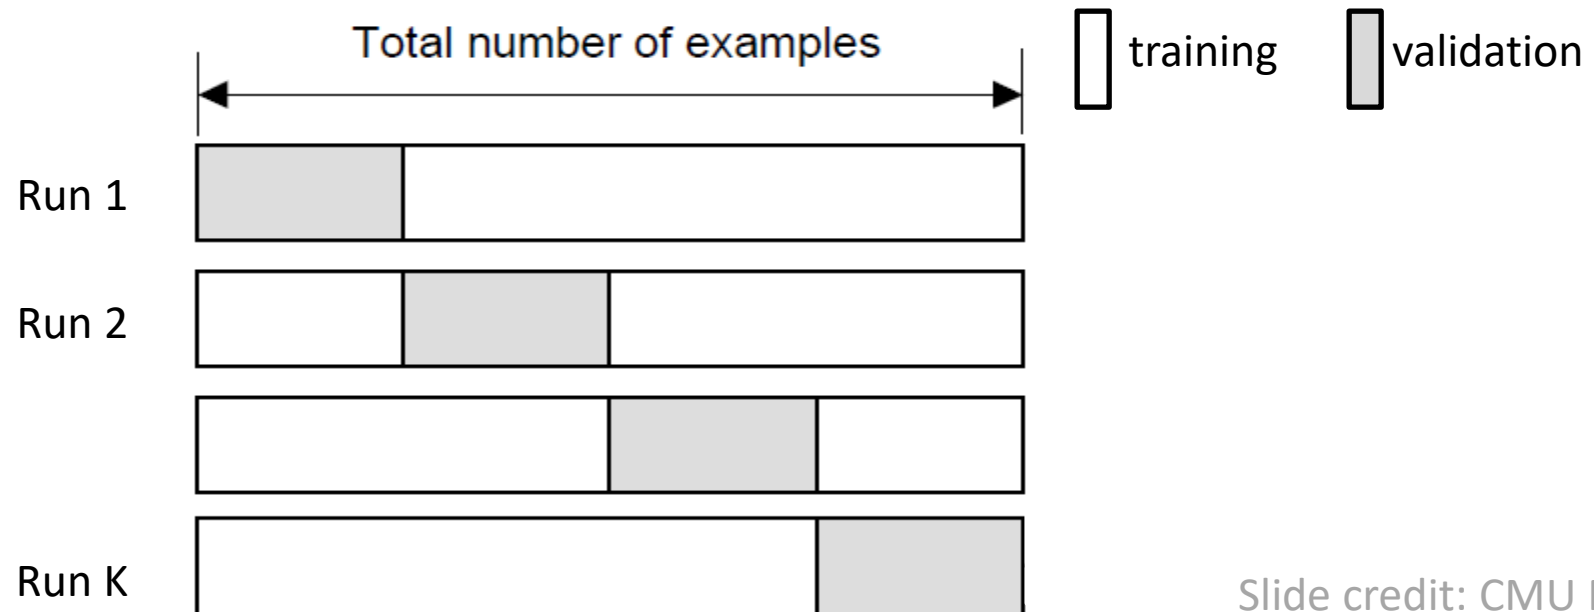 Total number of examples
training
validation
Run 1
Run 2
Run K
Slide credit: CMU